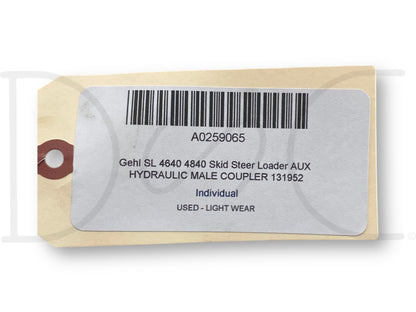 A0259065
Gehl SL 4640 4840 Skid Steer Loader AUX
HYDRAULIC MALE COUPLER 131952
Individual
USED - LIGHT WEAR